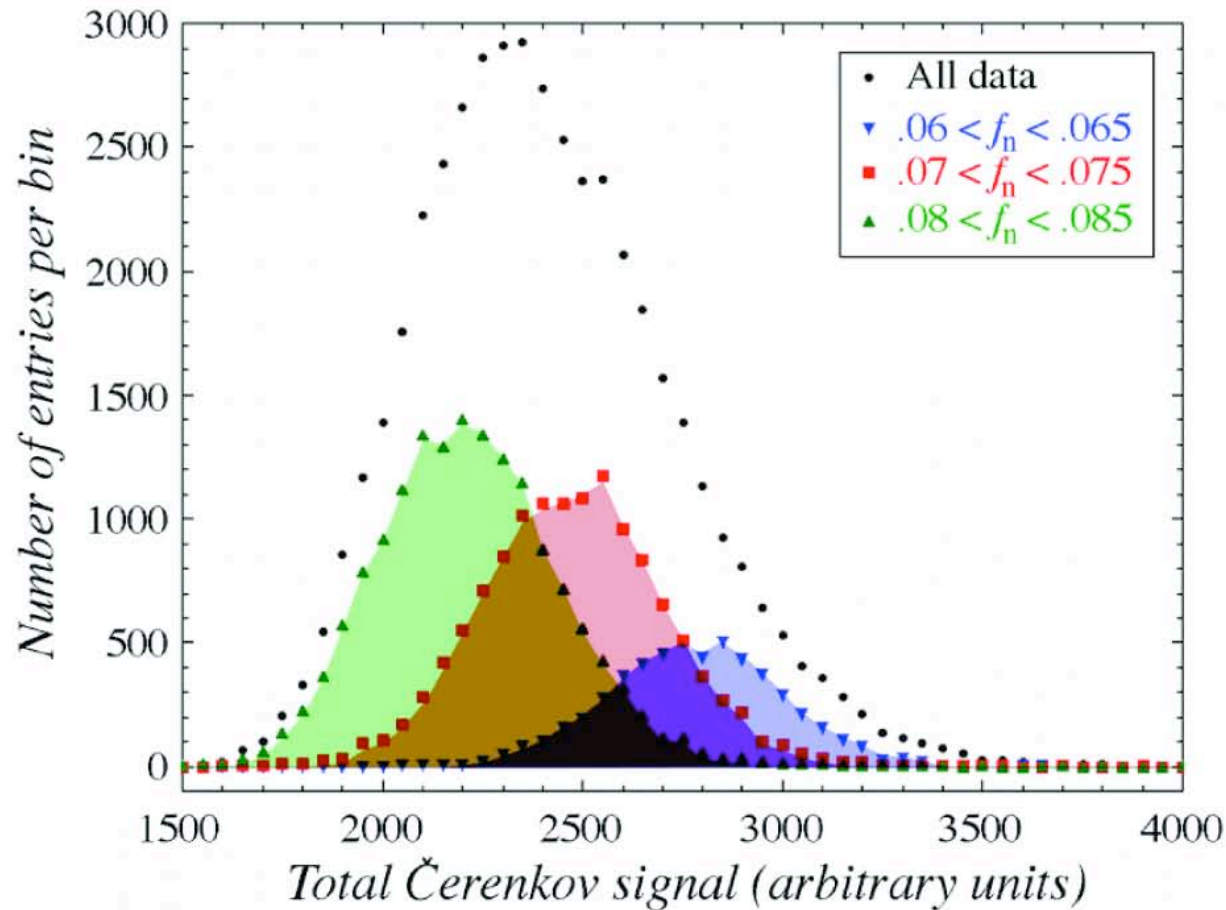 3000
2500
2000
1500
1000
500
0
Number of entries per bin
All data
.06 < fn < .065
.07 < fn < .075
.08 < fn < .085
1500 2000 2500 3000 3500 4000
Total Čerenkov signal (arbitrary units)